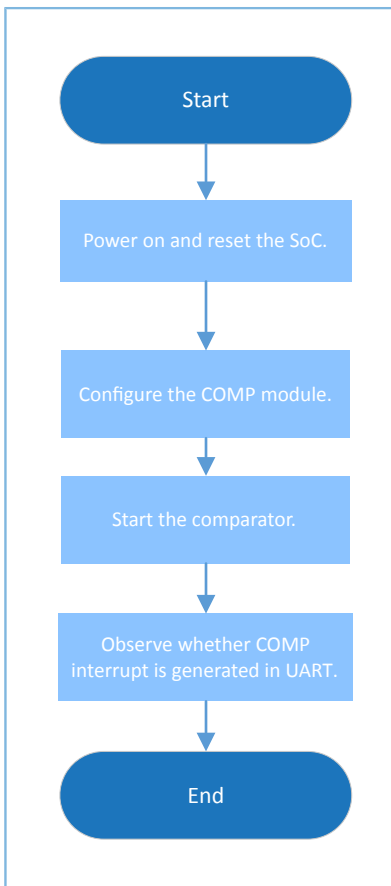 Start
Power on and reset the SoC.
Configure the COMP module.
Start the comparator.
Observe whether COMP
interrupt is generated in UART.
End